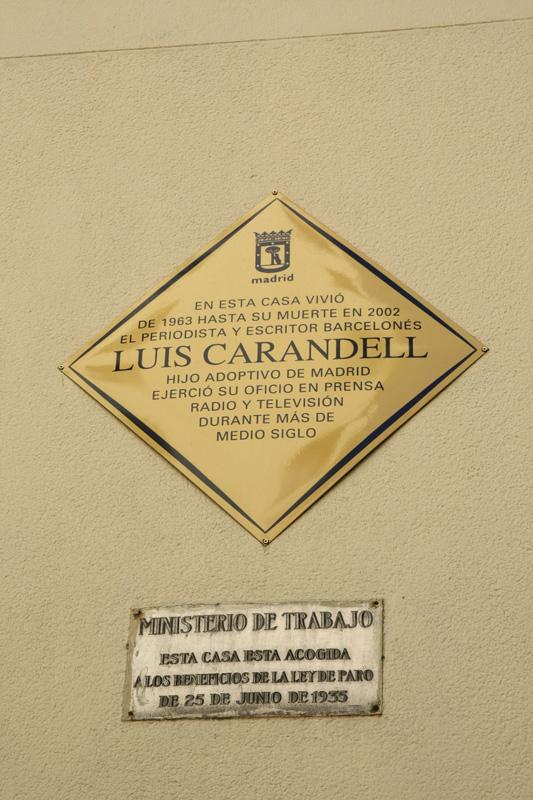 madrid
EN ESTA CASA VIVIÓ
DE 1963 HASTA SU MUERTE EN 2002
EL PERIODISTA Y ESCRITOR BARCELONÉS
LUIS CARANDELL
HIJO ADOPTIVO DE MADRID
EJERCIÓ SU OFICIO EN PRENSA
RADIO Y TELEVISIÓN
DURANTE MÁS DE
MEDIO SIGLO
MINISTERIO DE TRABAJO
ESTA CASA ESTA ACOGIDA
A LOS BENEFICIOS DE LA LEY DE PARO
DE 25 DE JUNIO DE 1935